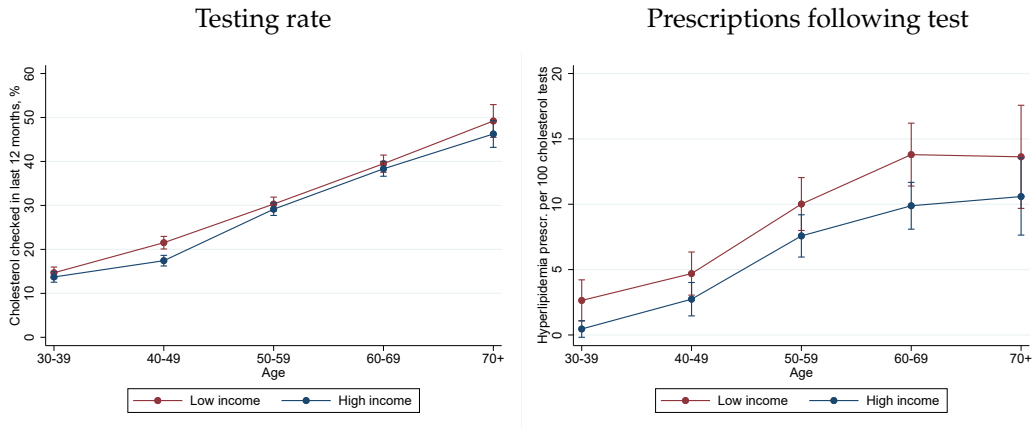 Testing rate
Cholesterol checked in last 12 months, %
60
50
40
30
20
10
0
30-39 40-49 50-59 60-69 70+
Age
Low income High income
Prescriptions following test
Hyperlipidemia prescr. per 100 cholesterol tests
20
15
10
5
0
30-39 40-49 50-59 60-69 70+
Age
Low income High income